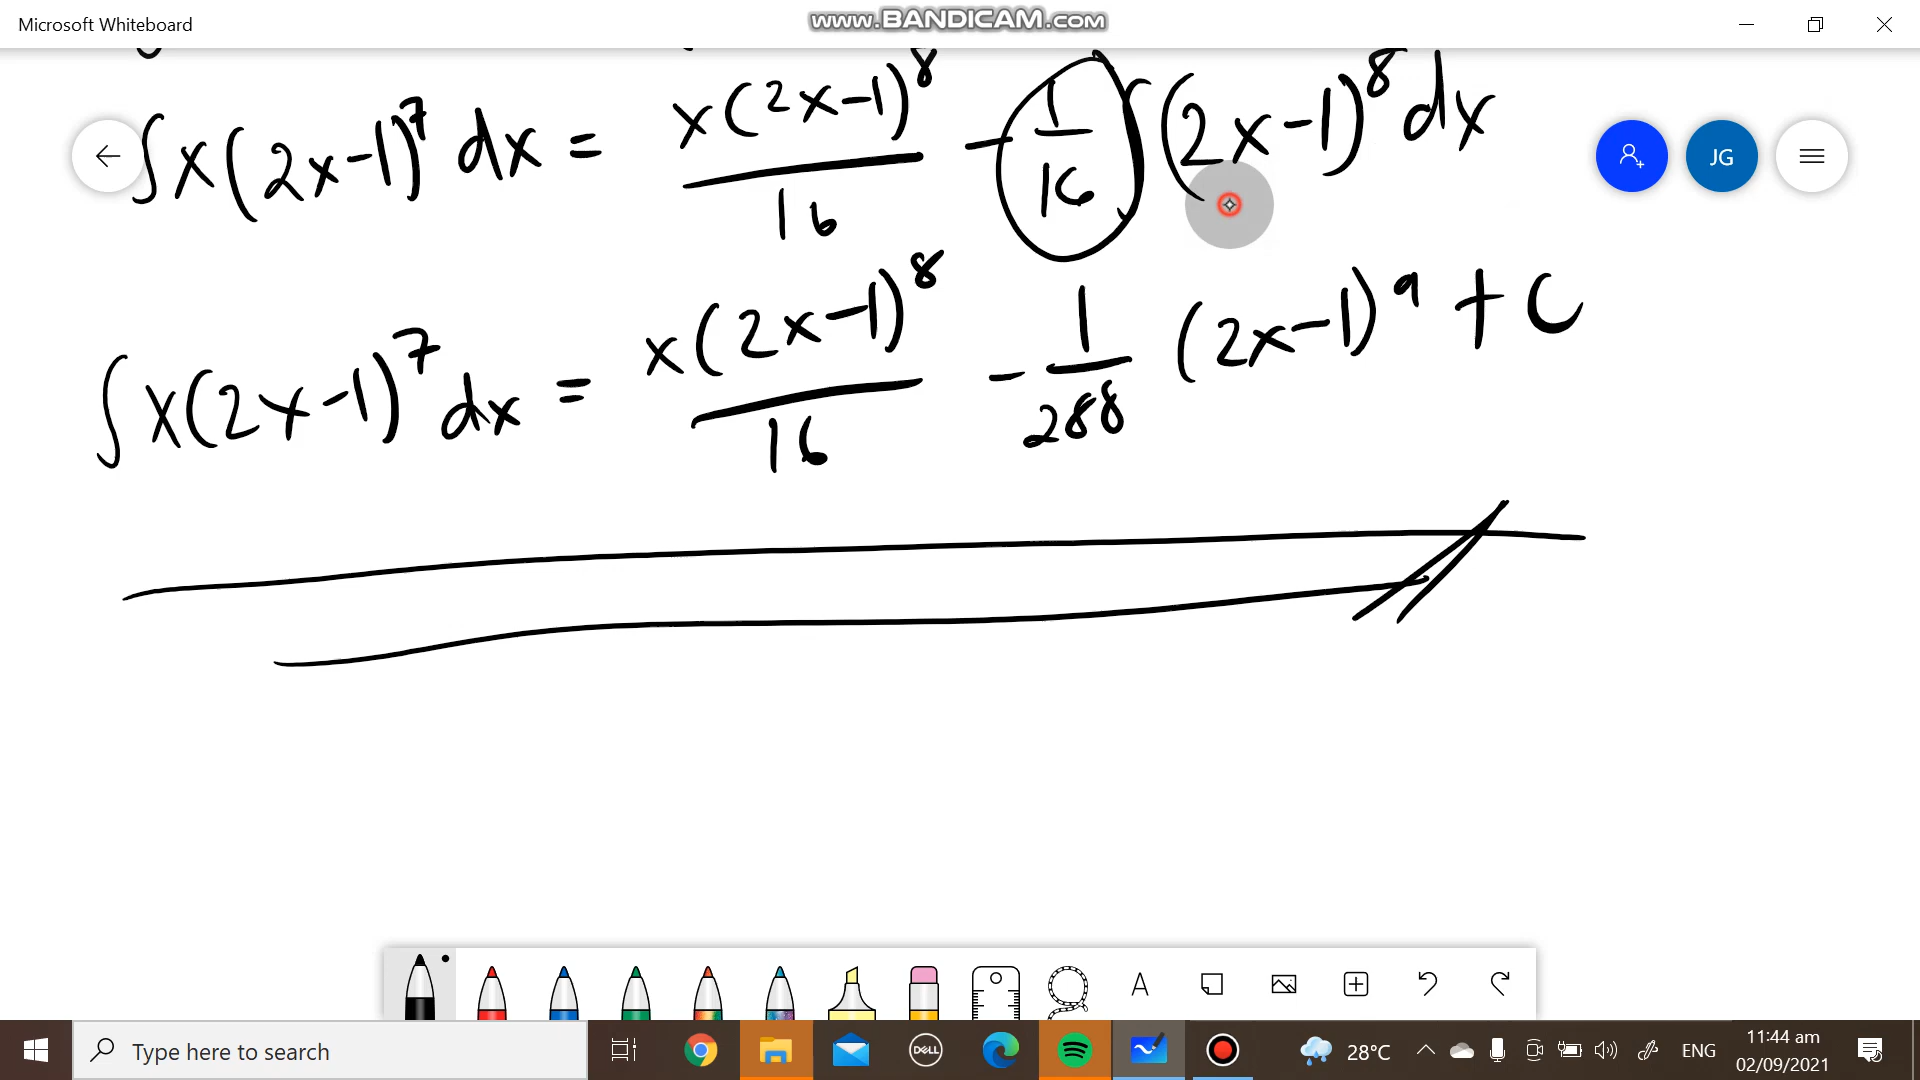 Microsoft Whiteboard
www.BANDICAM.com
∫x(2x-1)^7 dx = x(2x-1)^8/16 - 1/16 ∫(2x-1)^8 dx
JG
∫x(2x-1)^7 dx = x(2x-1)^8/16 - 1/288 (2x-1)^9 + C
Type here to search
DELL
28°C
ENG
11:44 am
02/09/2021